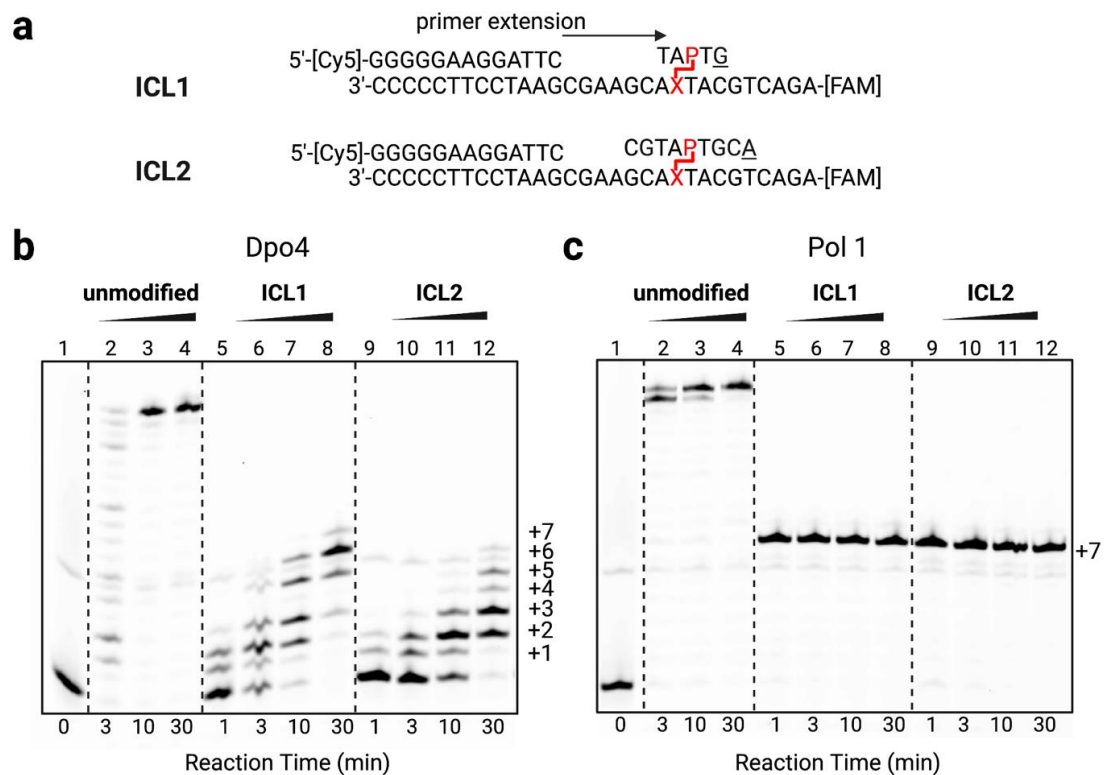 a
primer extension
5'-[Cy5]-GGGGGAAGGATTC TAPTG
ICL1
3'-CCCCCTTCCTAAGCGAAGCAXTACGTCAGA-[FAM]
5'-[Cy5]-GGGGGAAGGATTC CGTAPTGCA
ICL2
3'-CCCCCTTCCTAAGCGAAGCAXTACGTCAGA-[FAM]
b Dpo4
unmodified ICL1 ICL2
1 2 3 4 5 6 7 8 9 10 11 12
+7
+6
+5
+4
+3
+2
+1
0 3 10 30 1 3 10 30 1 3 10 30
Reaction Time (min)
c Pol 1
unmodified ICL1 ICL2
1 2 3 4 5 6 7 8 9 10 11 12
+7
0 3 10 30 1 3 10 30 1 3 10 30
Reaction Time (min)